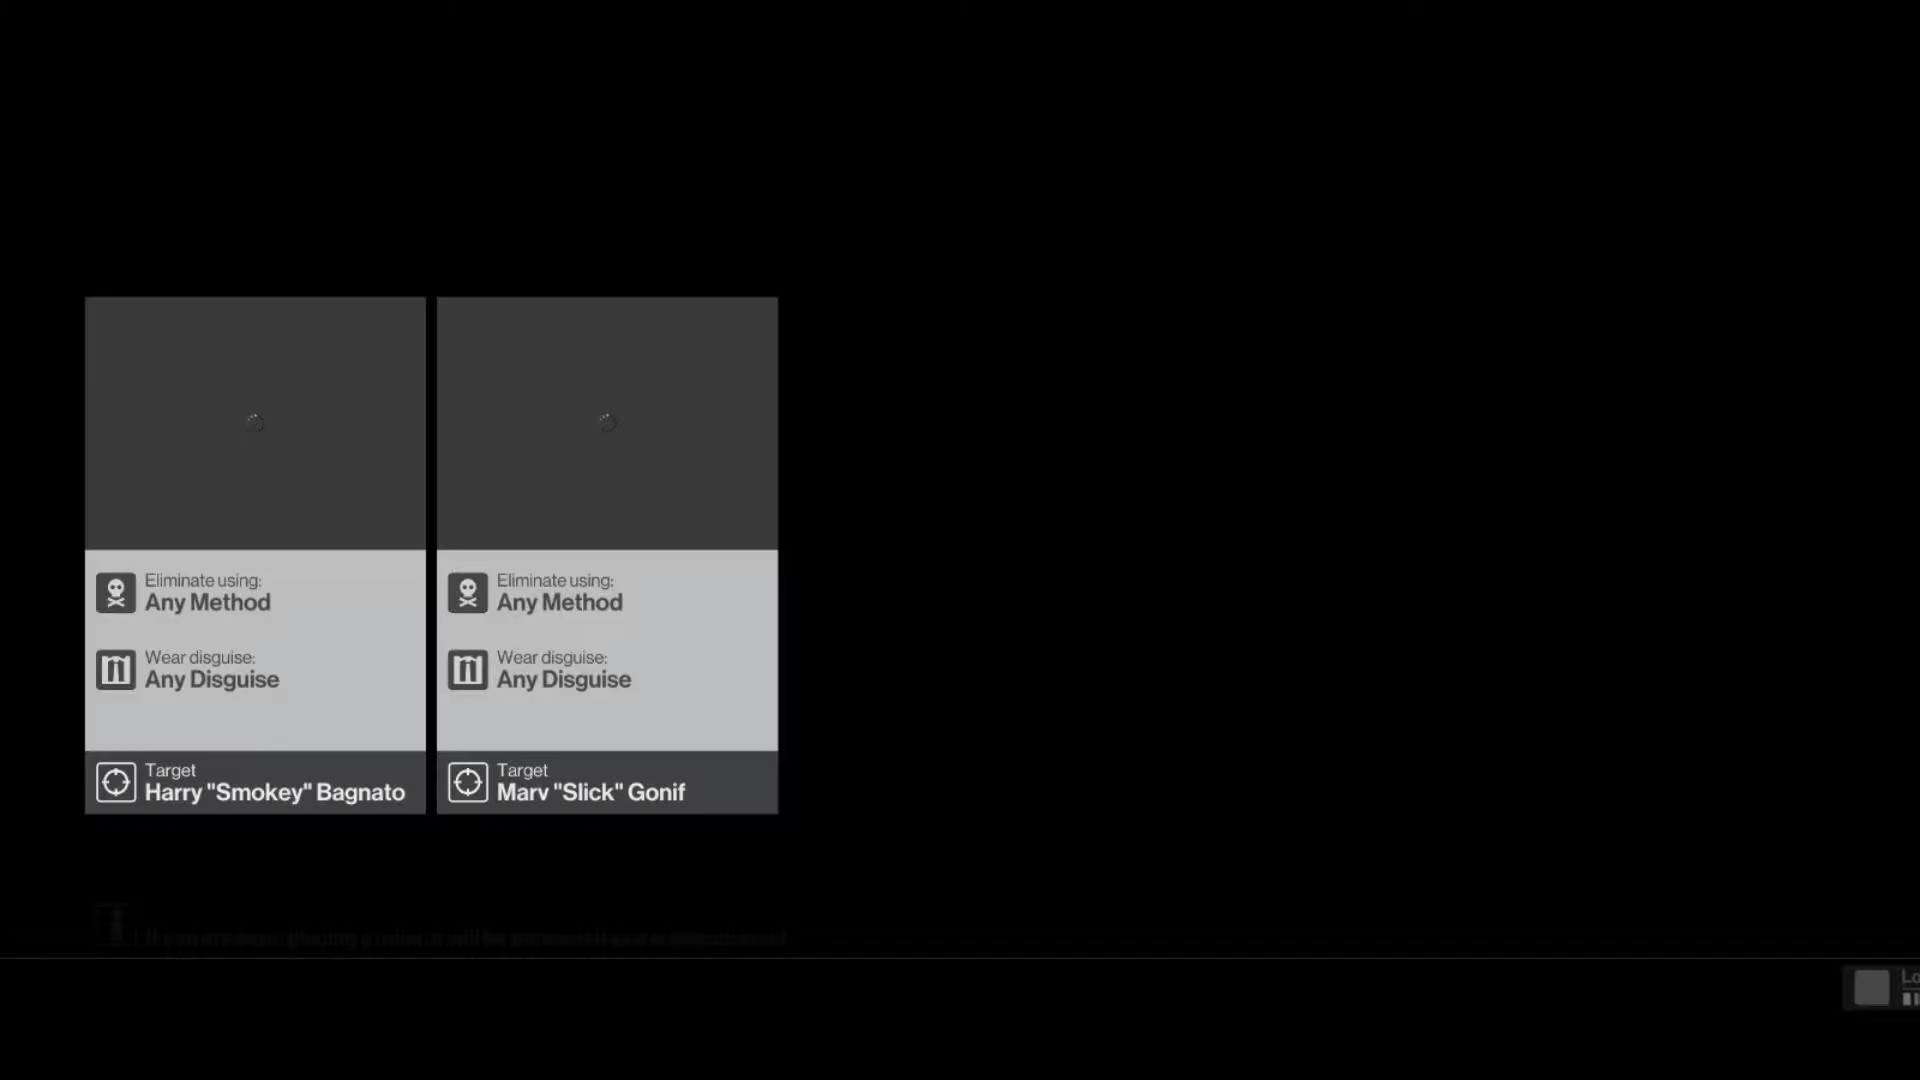 Eliminate using:
Any Method
Wear disguise:
Any Disguise
Target
Harry "Smokey" Bagnato
Eliminate using:
Any Method
Wear disguise:
Any Disguise
Target
Marv "Slick" Gonif